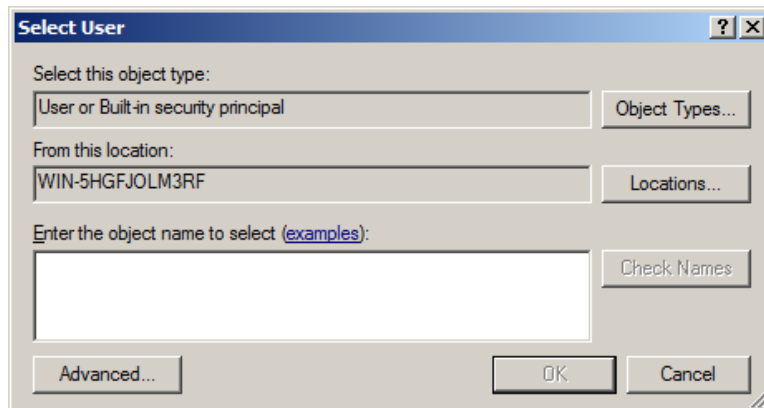 Select User
Select this object type:
User or Built-in security principal
Object Types...
From this location:
WIN-5HGFJOLM3RF
Locations...
Enter the object name to select (examples):
Check Names
Advanced...
OK
Cancel